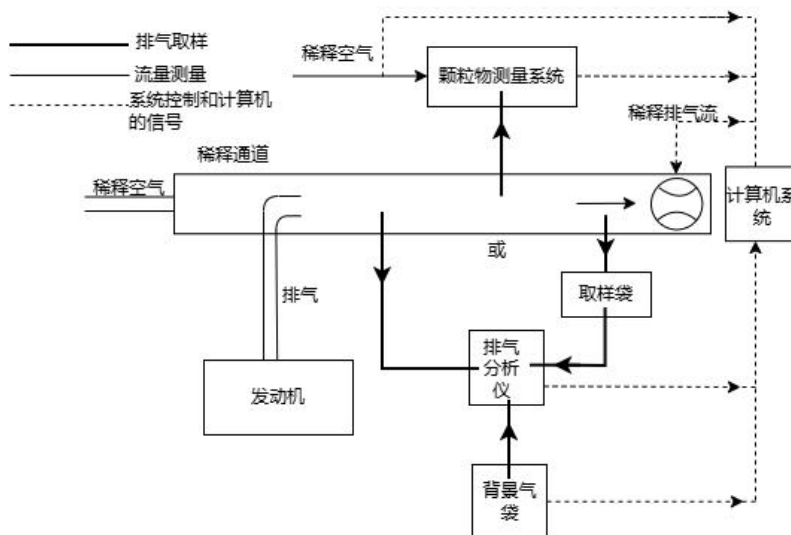 排气取样
流量测量
系统控制和计算机
的信号
稀释空气
颗粒物测量系统
稀释排气流
稀释通道
稀释空气
计算机系
统
或
排气
取样袋
排气
分析
仪
发动机
背景气
袋